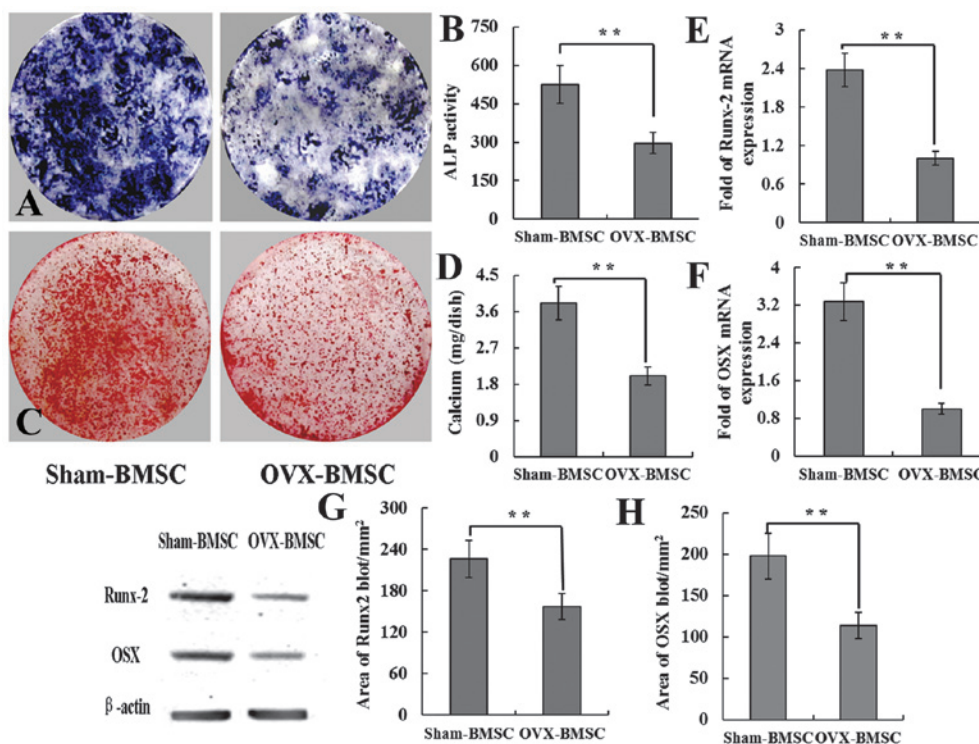 A
B
ALP activity
750
600
450
300
150
0
* *
Sham-BMSC OVX-BMSC
E
Fold of Runx-2 mRNA
expression
3
2.4
1.8
1.2
0.6
0
* *
Sham-BMSC OVX-BMSC
C
D
Calcium (mg/dish)
4.5
3.6
2.7
1.8
0.9
0
* *
Sham-BMSC OVX-BMSC
F
Fold of OSX mRNA
expression
4
3.2
2.4
1.6
0.8
0
* *
Sham-BMSC OVX-BMSC
Sham-BMSC OVX-BMSC
Sham-BMSC OVX-BMSC
Runx-2
OSX
β-actin
G
Area of Runx2 blot/mm²
300
240
180
120
60
0
* *
Sham-BMSC OVX-BMSC
H
Area of OSX blot/mm²
250
200
150
100
50
0
* *
Sham-BMSC OVX-BMSC